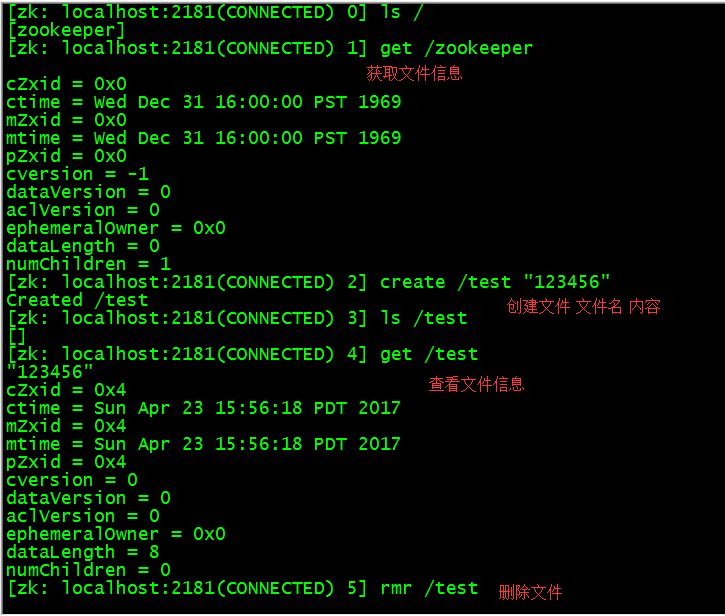 [zk: localhost:2181(CONNECTED) 0] ls /
[zookeeper]
[zk: localhost:2181(CONNECTED) 1] get /zookeeper
获取文件信息
cZxid = 0x0
ctime = Wed Dec 31 16:00:00 PST 1969
mZxid = 0x0
mtime = Wed Dec 31 16:00:00 PST 1969
pZxid = 0x0
cversion = -1
dataVersion = 0
aclVersion = 0
ephemeralOwner = 0x0
dataLength = 0
numChildren = 1
[zk: localhost:2181(CONNECTED) 2] create /test "123456"
Created /test
创建文件 文件名 内容
[zk: localhost:2181(CONNECTED) 3] ls /test
[]
[zk: localhost:2181(CONNECTED) 4] get /test
"123456"
查看文件信息
cZxid = 0x4
ctime = Sun Apr 23 15:56:18 PDT 2017
mZxid = 0x4
mtime = Sun Apr 23 15:56:18 PDT 2017
pZxid = 0x4
cversion = 0
dataVersion = 0
aclVersion = 0
ephemeralOwner = 0x0
dataLength = 8
numChildren = 0
[zk: localhost:2181(CONNECTED) 5] rmr /test 删除文件